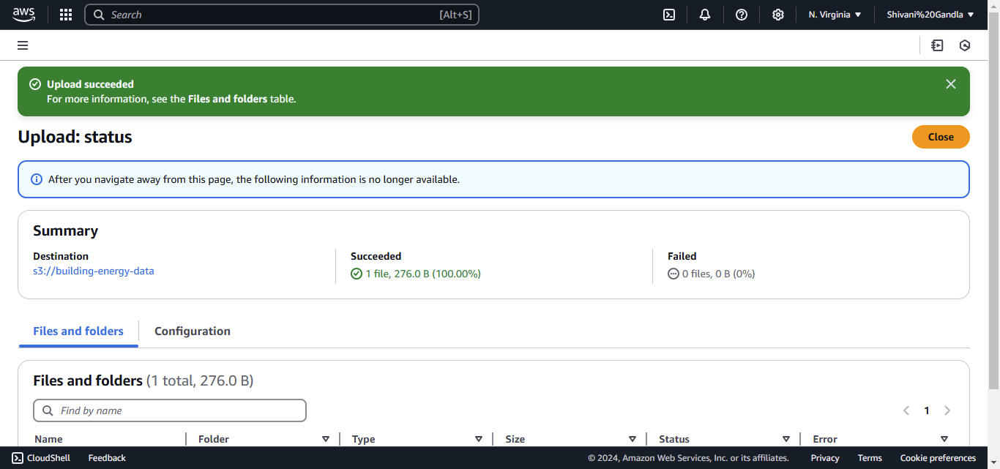 aws
Search [Alt+S] N. Virginia Shivani%20Gandla
Upload succeeded
For more information, see the Files and folders table.
Upload: status
Close
After you navigate away from this page, the following information is no longer available.
Summary
Destination Succeeded Failed
s3://building-energy-data 1 file, 276.0 B (100.00%) 0 files, 0 B (0%)
Files and folders Configuration
Files and folders (1 total, 276.0 B)
Find by name 1
Name Folder Type Size Status Error
CloudShell Feedback © 2024, Amazon Web Services, Inc. or its affiliates. Privacy Terms Cookie preferences